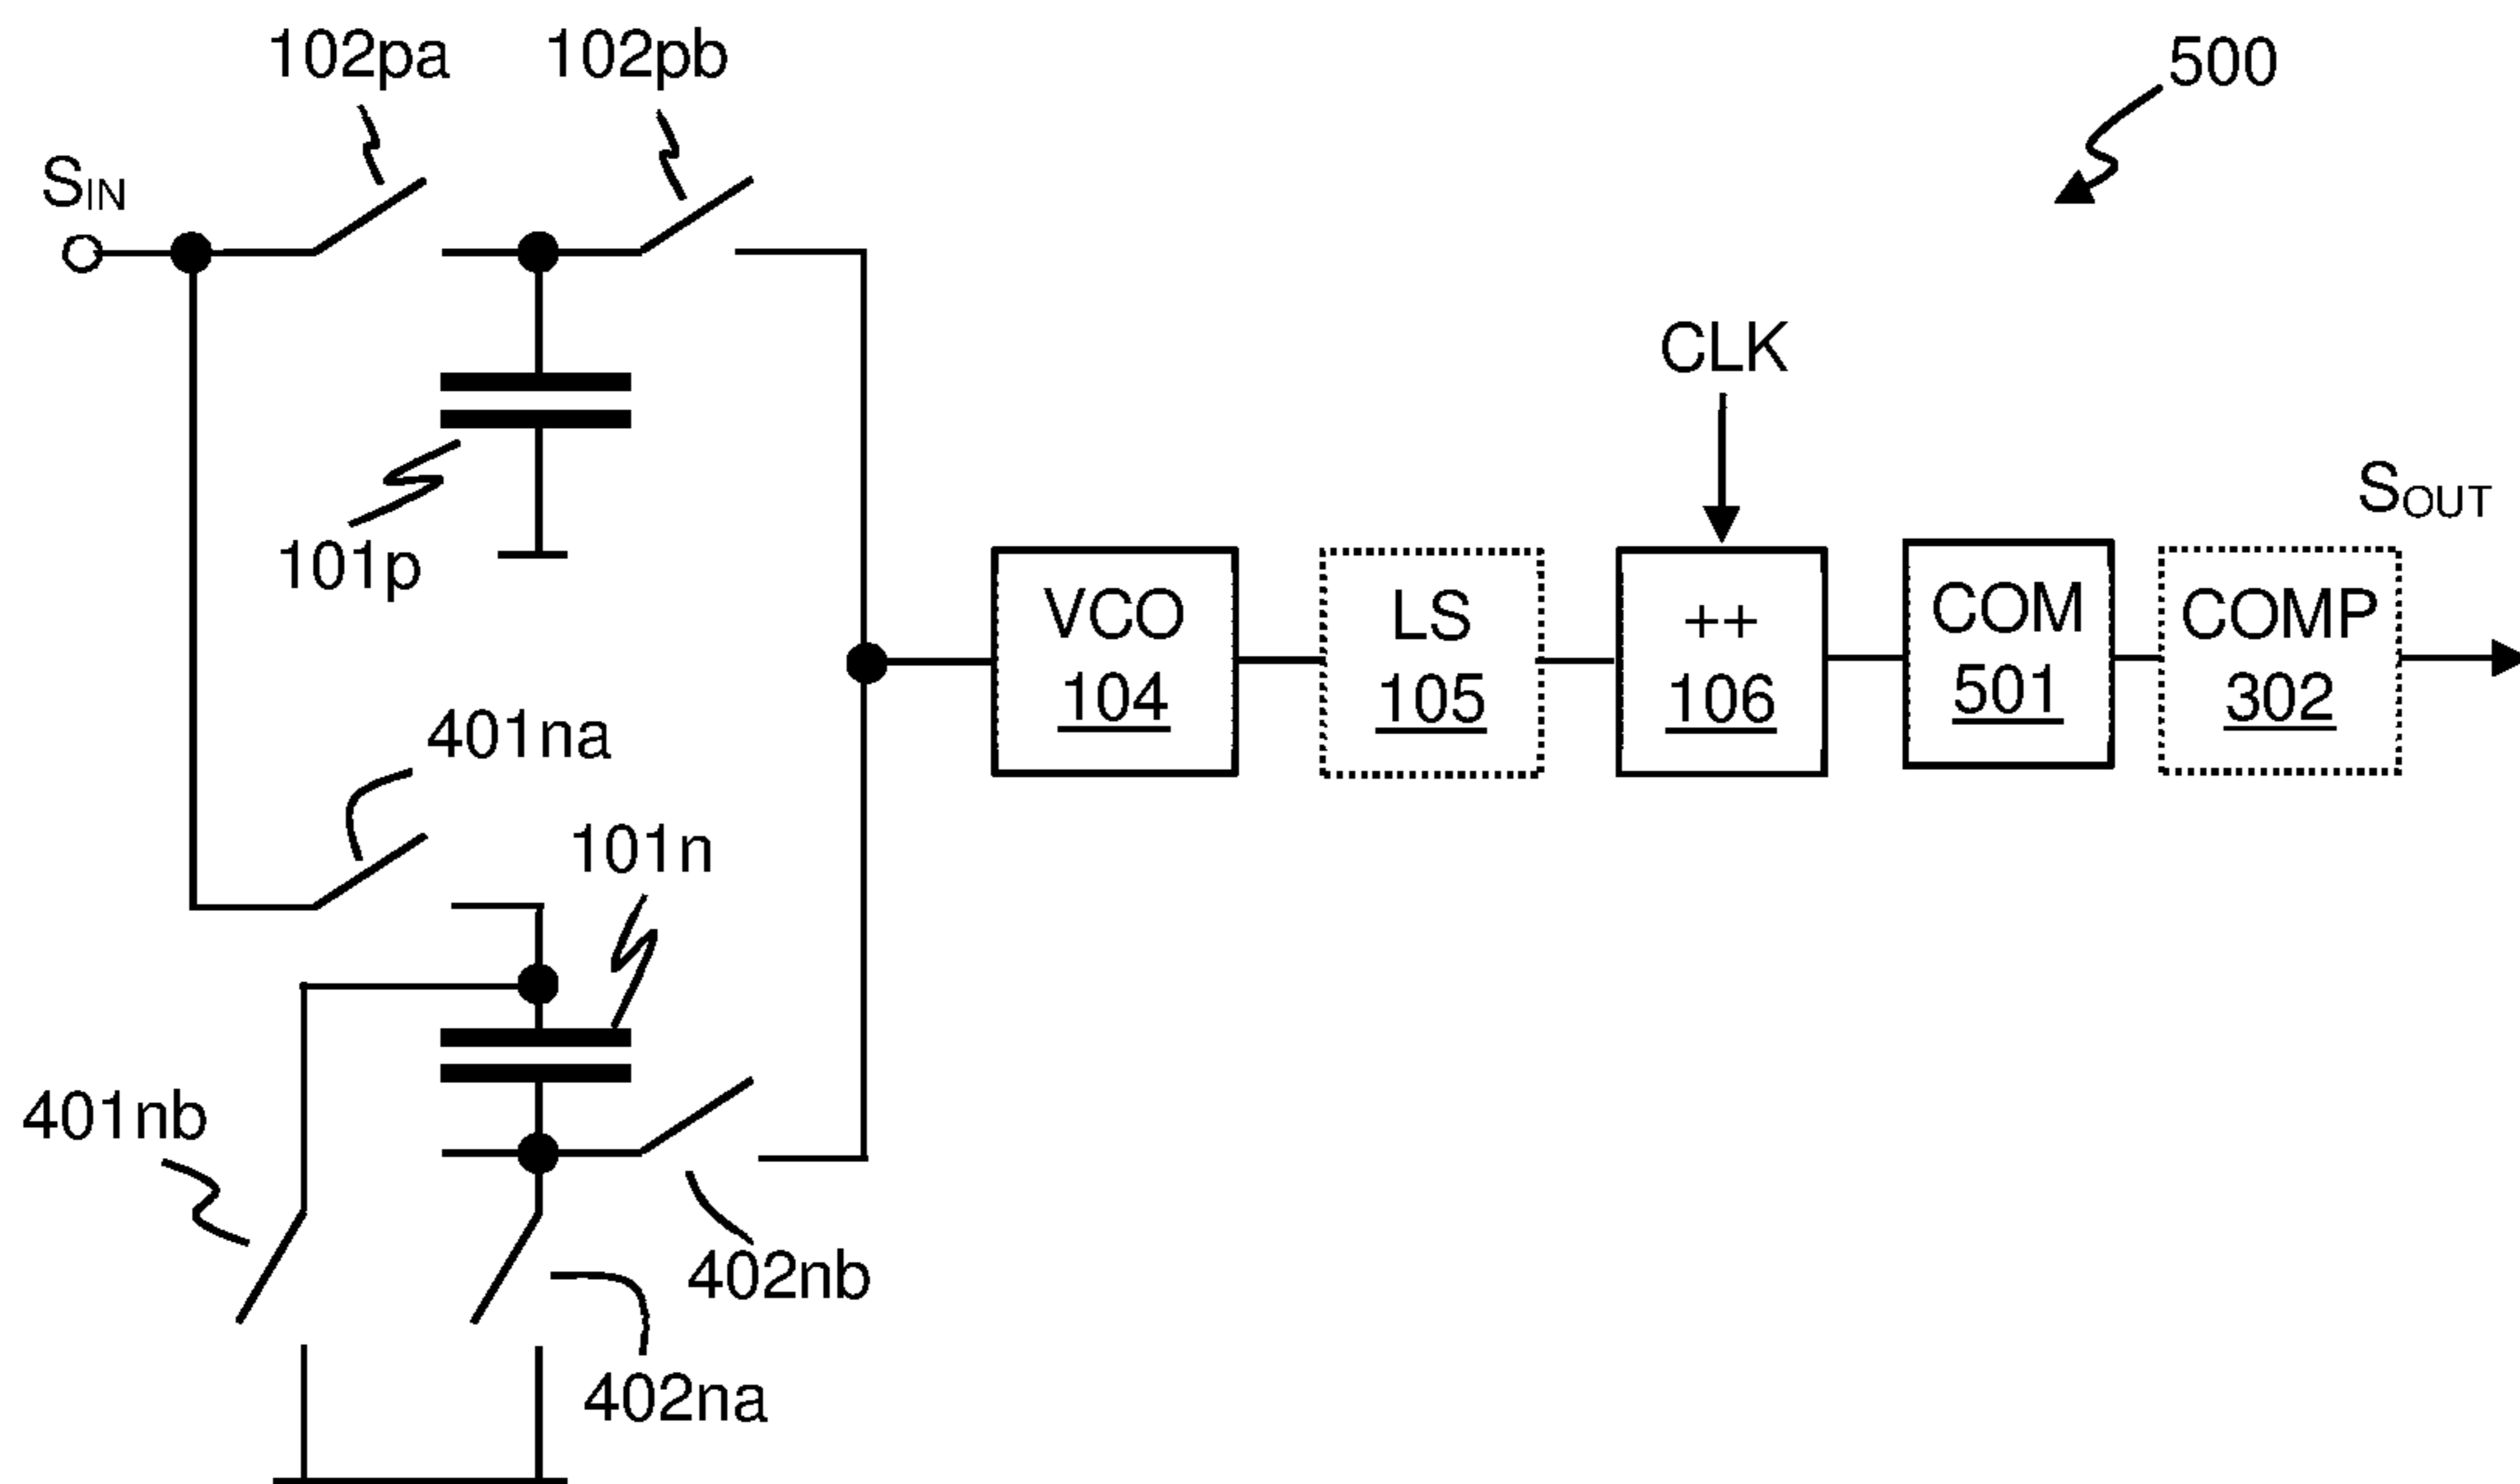 102pa
102pb
500
SIN
CLK
101p
SOUT
VCO
104
LS
105
++
106
COM
501
COMP
302
401na
101n
401nb
402nb
402na